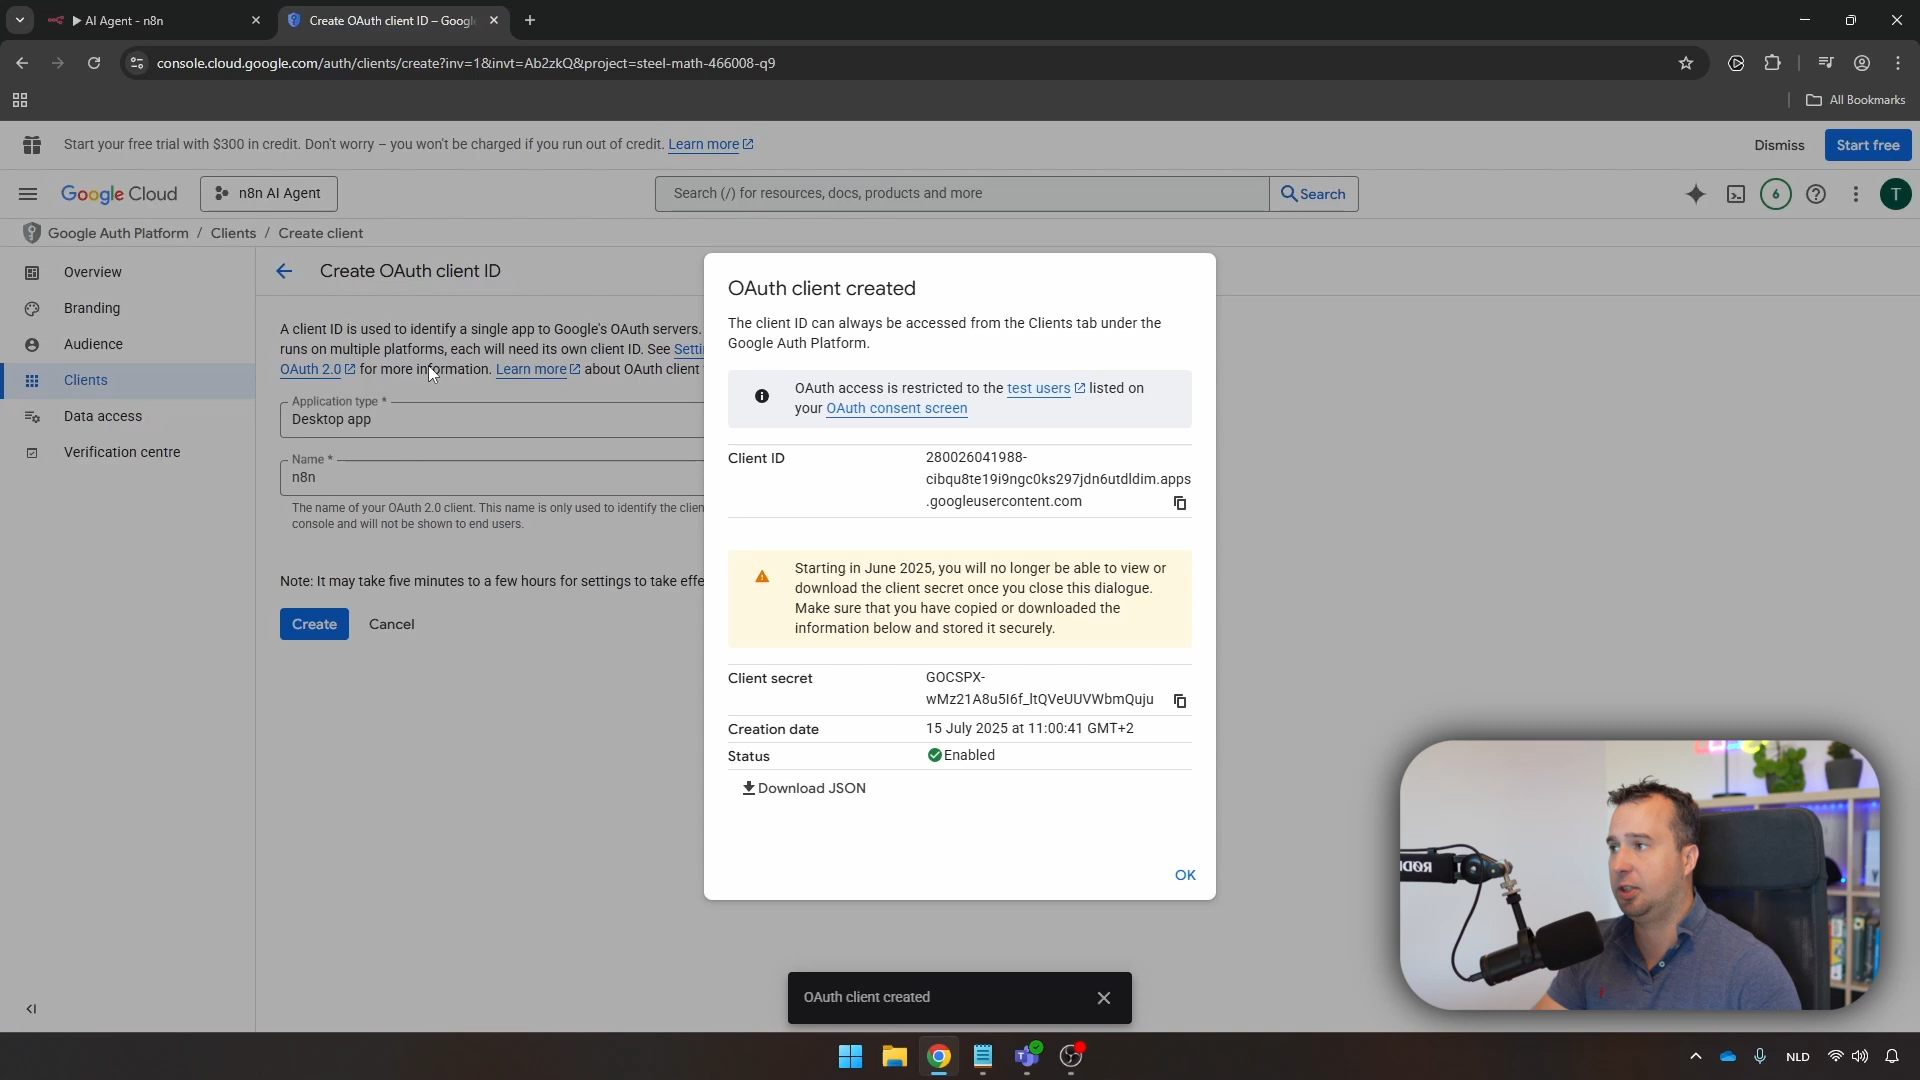 ▶ AI Agent - n8n
Create OAuth client ID – Googl
console.cloud.google.com/auth/clients/create?inv=1&invt=Ab2zkQ&project=steel-math-466008-q9
All Bookmarks
Start your free trial with $300 in credit. Don't worry – you won't be charged if you run out of credit. Learn more
Dismiss
Start free
Google Cloud
n8n AI Agent
Search (/) for resources, docs, products and more
Search
6
T
Google Auth Platform / Clients / Create client
Overview
Branding
Audience
Clients
Data access
Verification centre
Create OAuth client ID
A client ID is used to identify a single app to Google's OAuth servers.
runs on multiple platforms, each will need its own client ID. See Setti
OAuth 2.0 for more information. Learn more about OAuth client
Application type *
Desktop app
Name *
n8n
The name of your OAuth 2.0 client. This name is only used to identify the clien
console and will not be shown to end users.
Note: It may take five minutes to a few hours for settings to take effe
Create
Cancel
OAuth client created
The client ID can always be accessed from the Clients tab under the
Google Auth Platform.
OAuth access is restricted to the test users listed on
your OAuth consent screen
Client ID
280026041988-
cibqu8te19i9ngc0ks297jdn6utdldim.apps
.googleusercontent.com
Starting in June 2025, you will no longer be able to view or
download the client secret once you close this dialogue.
Make sure that you have copied or downloaded the
information below and stored it securely.
Client secret
GOCSPX-
wMz21A8u5I6f_ltQVeUUVWbmQuju
Creation date
15 July 2025 at 11:00:41 GMT+2
Status
Enabled
Download JSON
OK
OAuth client created
RØDE
NLD